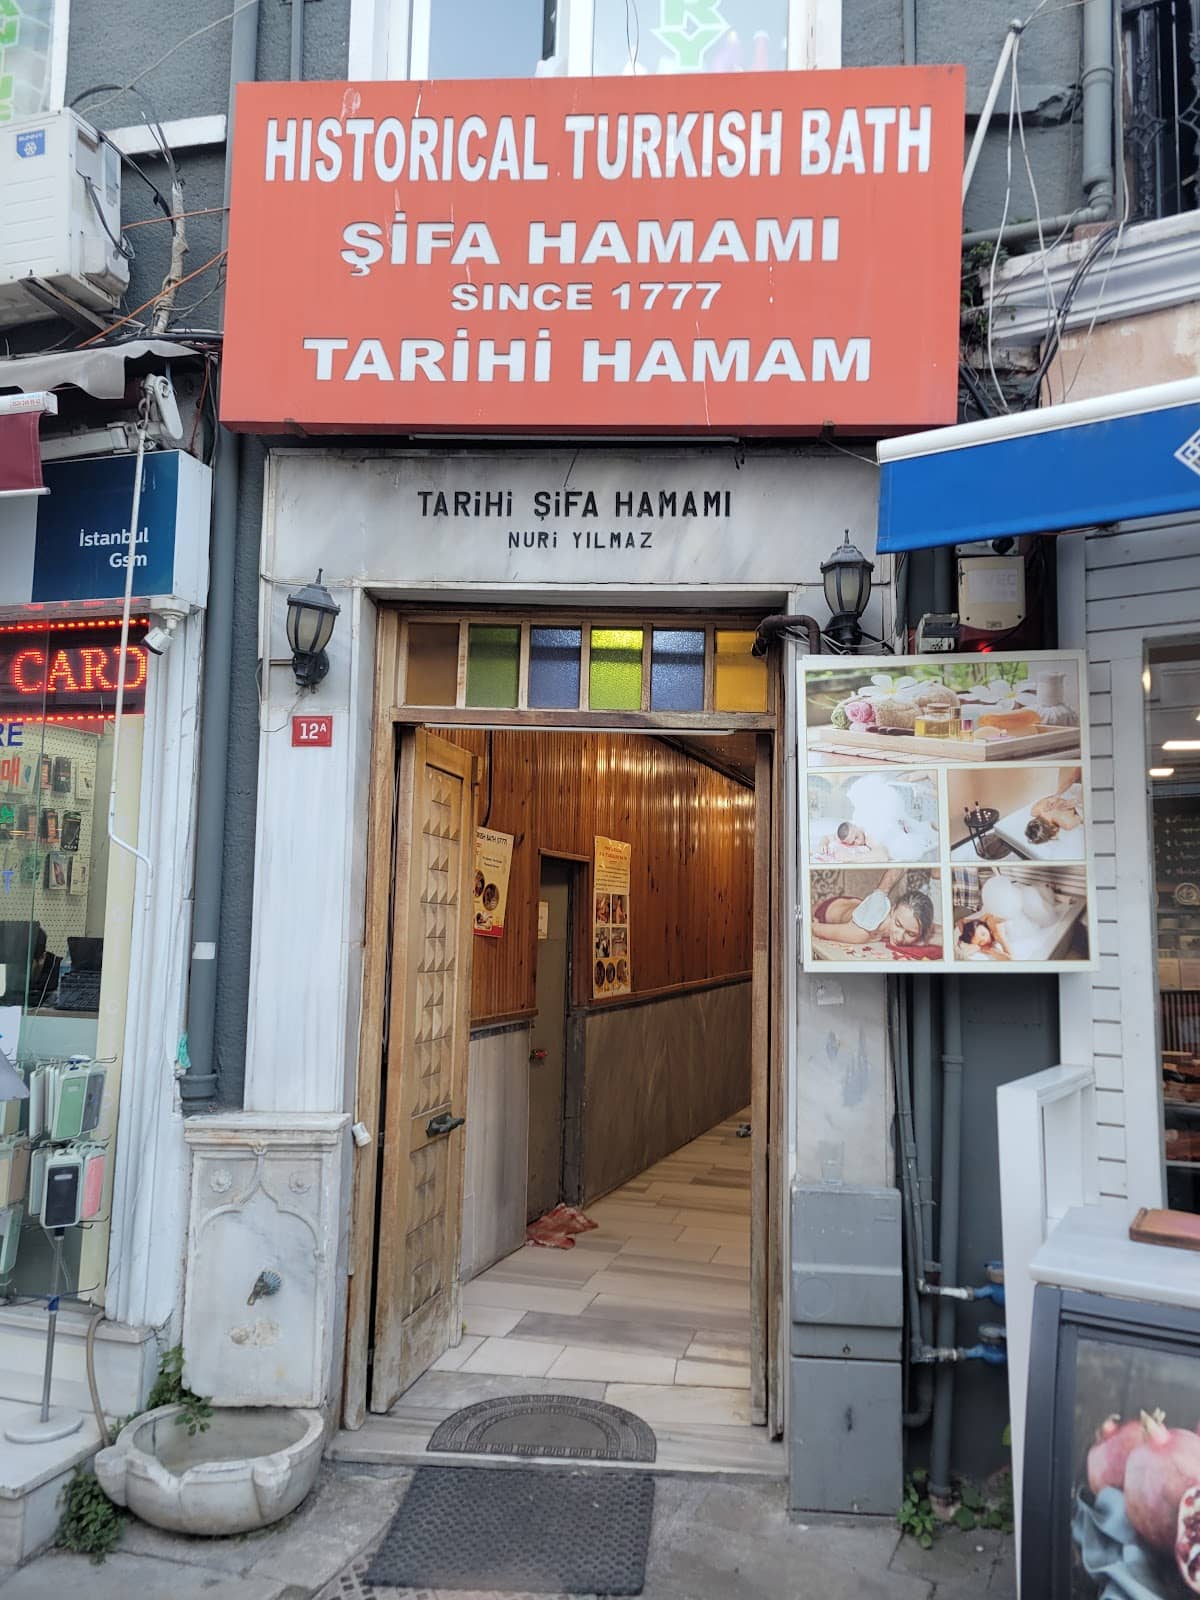 HISTORICAL TURKISH BATH
ŞİFA HAMAMI
SINCE 1777
TARİHİ HAMAM
TARİHİ ŞİFA HAMAMI
NURİ YILMAZ
İstanbul
Gsm
CARD
12A
RY